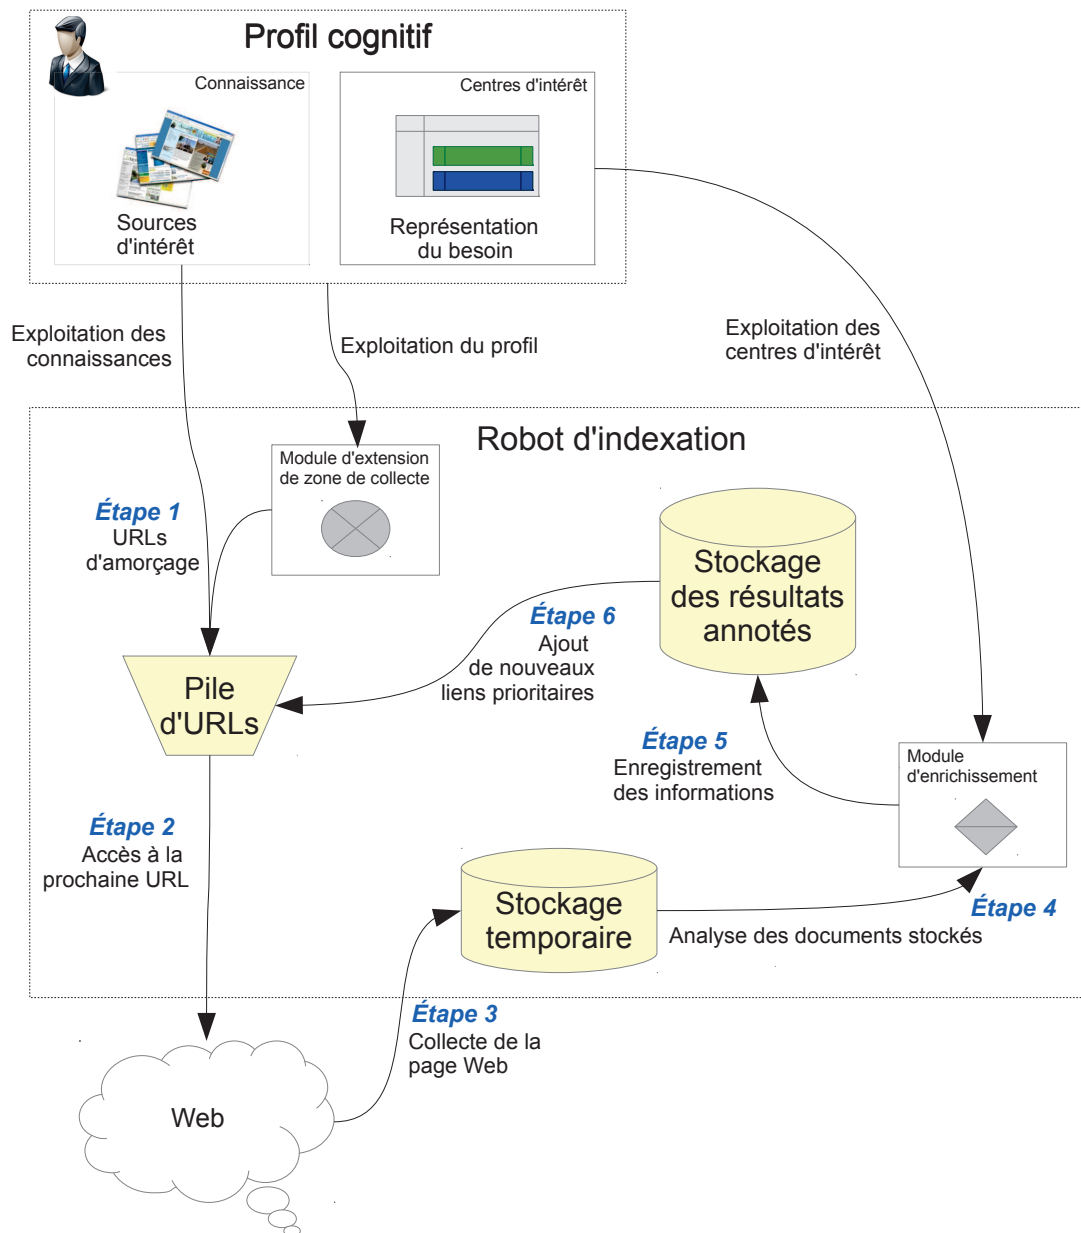 Profil cognitif
Connaissance
Sources
d'intérêt
Centres d'intérêt
Représentation
du besoin
Exploitation des
connaissances
Exploitation du profil
Exploitation des
centres d'intérêt
Robot d'indexation
Module d'extension
de zone de collecte
Étape 1
URLs
d'amorçage
Stockage
des résultats
annotés
Étape 6
Ajout
de nouveaux
liens prioritaires
Pile
d'URLs
Étape 5
Enregistrement
des informations
Module
d'enrichissement
Étape 2
Accès à la
prochaine URL
Stockage
temporaire
Étape 4
Analyse des documents stockés
Étape 3
Collecte de la
page Web
Web